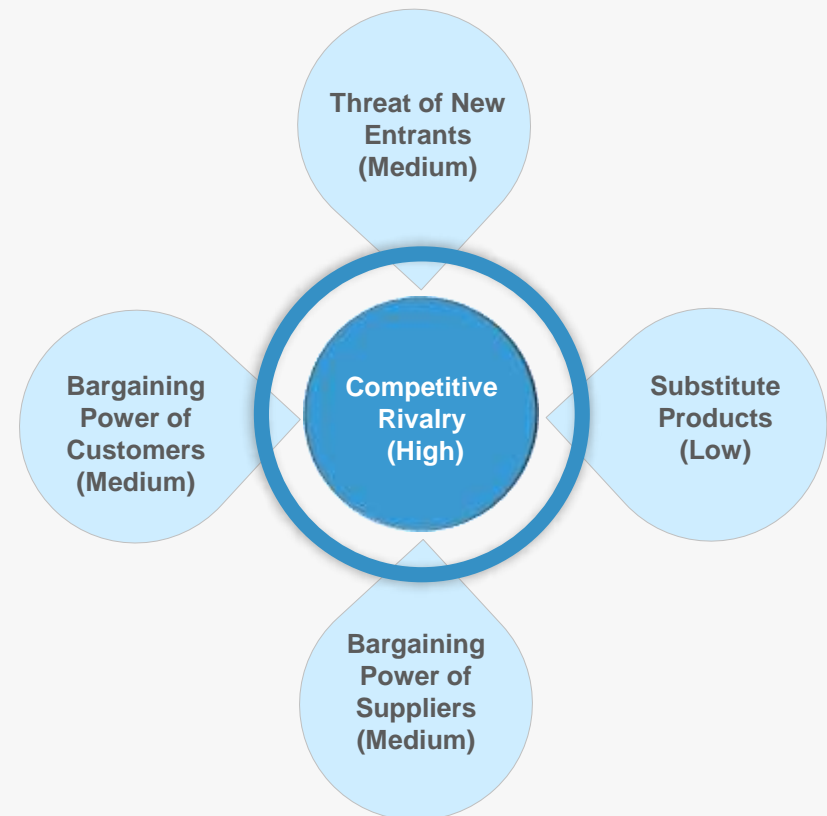 Threat of New
Entrants
(Medium)
Bargaining
Power of
Customers
(Medium)
Competitive
Rivalry
(High)
Substitute
Products
(Low)
Bargaining
Power of
Suppliers
(Medium)